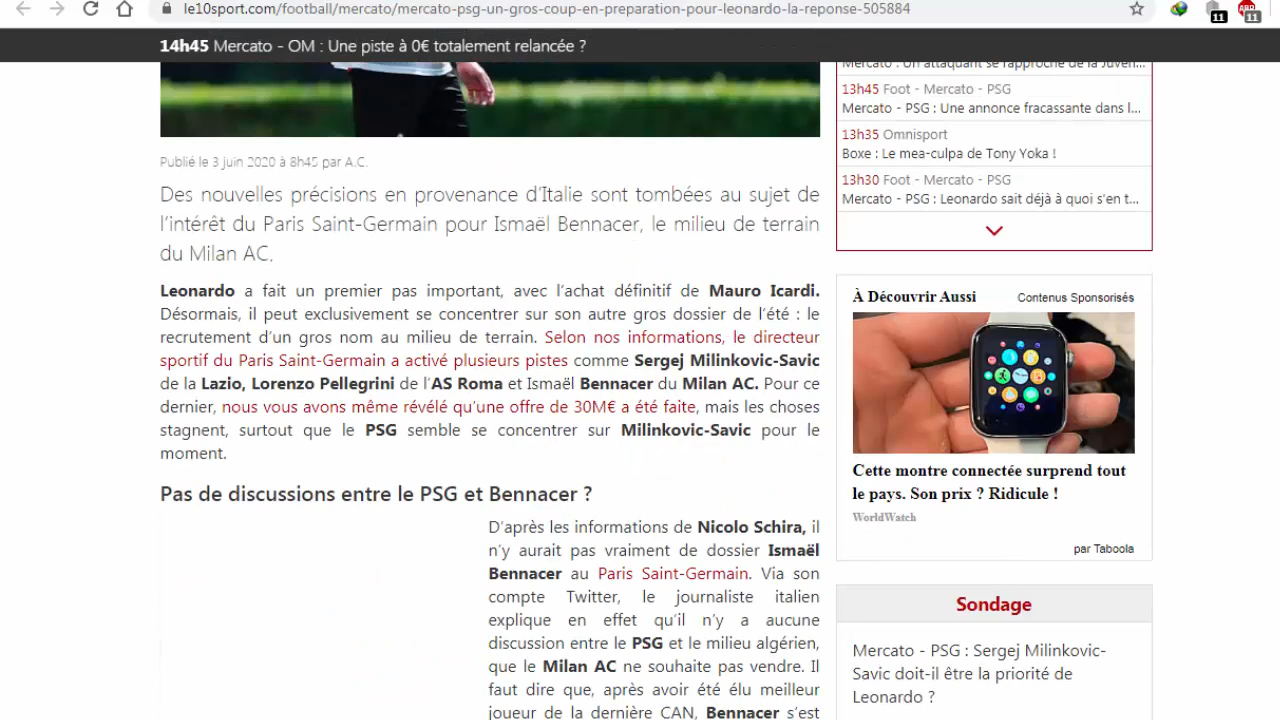 le10sport.com/football/mercato/mercato-psg-un-gros-coup-en-preparation-pour-leonardo-la-reponse-505884
11
11
14h45 Mercato - OM : Une piste à 0€ totalement relancée ?
Publié le 3 juin 2020 à 8h45 par A.C.
Des nouvelles précisions en provenance d'Italie sont tombées au sujet de
l'intérêt du Paris Saint-Germain pour Ismaël Bennacer, le milieu de terrain
du Milan AC.
Leonardo a fait un premier pas important, avec l'achat définitif de Mauro Icardi.
Désormais, il peut exclusivement se concentrer sur son autre gros dossier de l'été : le
recrutement d'un gros nom au milieu de terrain. Selon nos informations, le directeur
sportif du Paris Saint-Germain a activé plusieurs pistes comme Sergej Milinkovic-Savic
de la Lazio, Lorenzo Pellegrini de l'AS Roma et Ismaël Bennacer du Milan AC. Pour ce
dernier, nous vous avons même révélé qu'une offre de 30M€ a été faite, mais les choses
stagnent, surtout que le PSG semble se concentrer sur Milinkovic-Savic pour le
moment.
Pas de discussions entre le PSG et Bennacer ?
D'après les informations de Nicolo Schira, il
n'y aurait pas vraiment de dossier Ismaël
Bennacer au Paris Saint-Germain. Via son
compte Twitter, le journaliste italien
explique en effet qu'il n'y a aucune
discussion entre le PSG et le milieu algérien,
que le Milan AC ne souhaite pas vendre. Il
faut dire que, après avoir été élu meilleur
joueur de la dernière CAN, Bennacer s'est
Mercato : Un attaquant se rapproche de la Juven...
13h45 Foot - Mercato - PSG
Mercato - PSG : Une annonce fracassante dans l...
13h35 Omnisport
Boxe : Le mea-culpa de Tony Yoka !
13h30 Foot - Mercato - PSG
Mercato - PSG : Leonardo sait déjà à quoi s'en t...
À Découvrir Aussi Contenus Sponsorisés
Cette montre connectée surprend tout
le pays. Son prix ? Ridicule !
WorldWatch
par Taboola
Sondage
Mercato - PSG : Sergej Milinkovic-
Savic doit-il être la priorité de
Leonardo ?